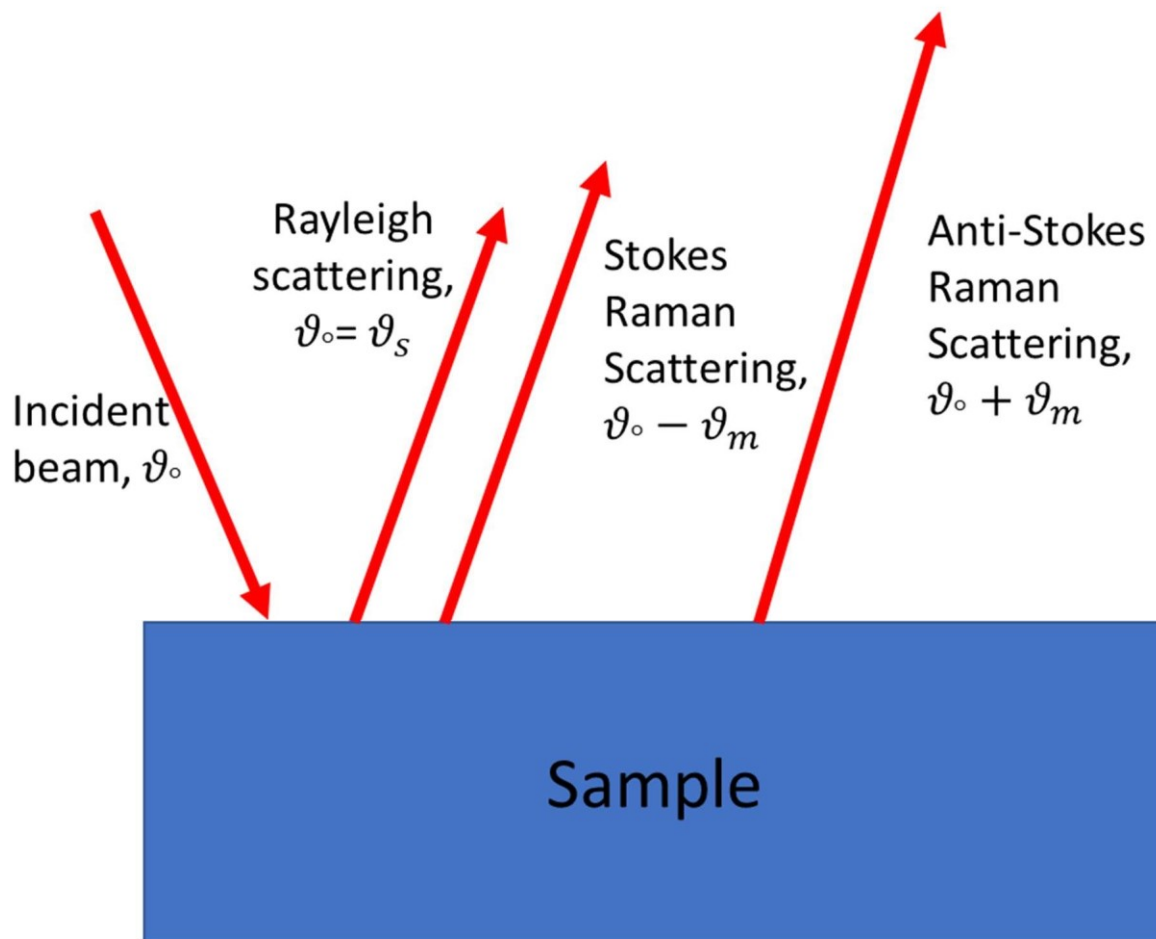 Incident
beam, 𝜗∘
Rayleigh
scattering,
𝜗∘= 𝜗ₛ
Stokes
Raman
Scattering,
𝜗∘ − 𝜗ₘ
Anti-Stokes
Raman
Scattering,
𝜗∘ + 𝜗ₘ
Sample